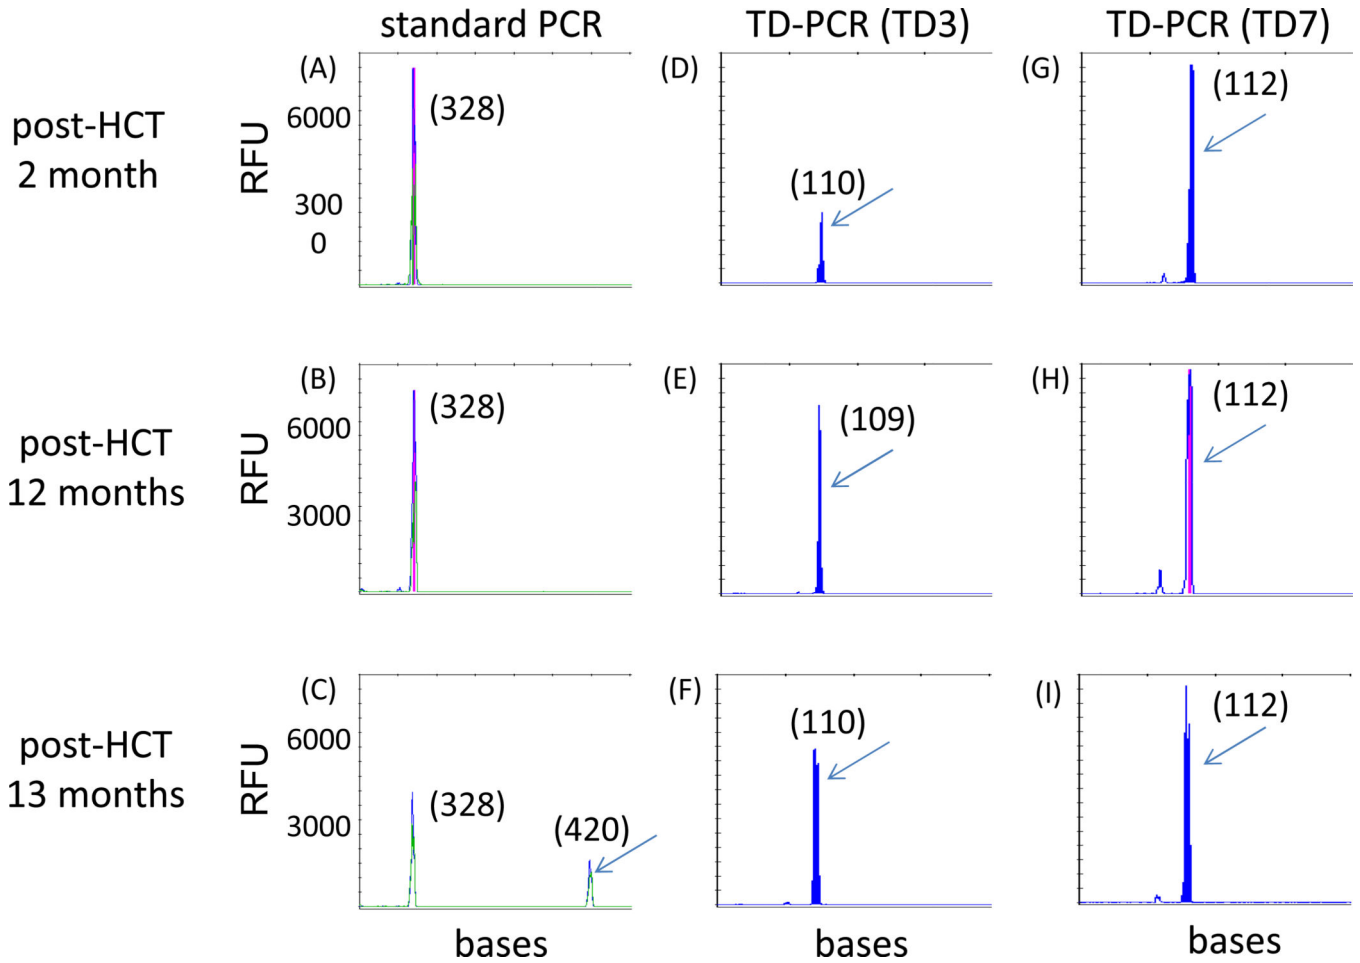 standard PCR
TD-PCR (TD3)
TD-PCR (TD7)
post-HCT
2 month
RFU
(A)
6000
300
0
(328)
(D)
(110)
(G)
(112)
post-HCT
12 months
RFU
(B)
6000
3000
(328)
(E)
(109)
(H)
(112)
post-HCT
13 months
RFU
(C)
6000
3000
(328)
(420)
(F)
(110)
(I)
(112)
bases
bases
bases